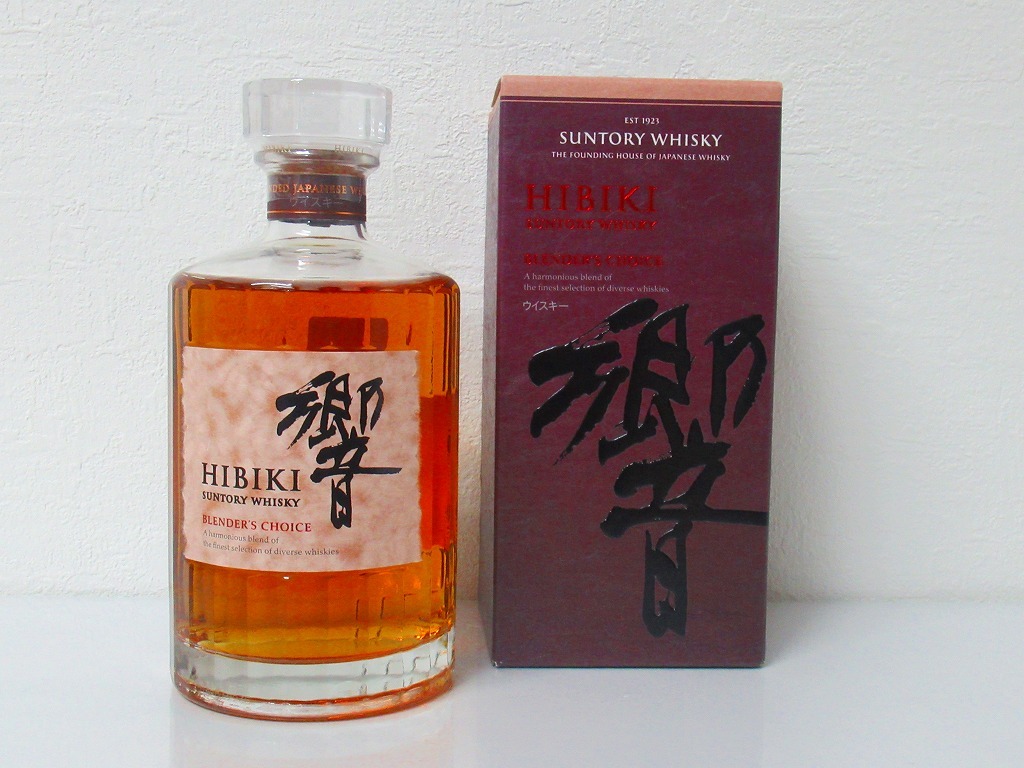 HIBIKI
DED JAPANESE W
ウイスキー
響
HIBIKI
SUNTORY WHISKY
BLENDER'S CHOICE
A harmonious blend of
the finest selection of diverse whiskies
EST 1923
SUNTORY WHISKY
THE FOUNDING HOUSE OF JAPANESE WHISKY
HIBIKI
SUNTORY WHISKY
BLENDER'S CHOICE
A harmonious blend of
the finest selection of diverse whiskies
ウイスキー
響